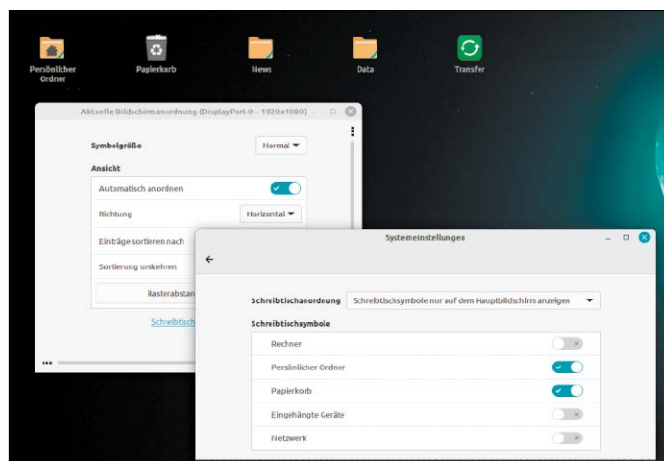 Persönlicher
Ordner
Papierkorb
News
Data
Transfer
Aktuelle Bildschirmanordnung (DisplayPort-0 – 1920x1080)
Symbolgröße
Normal
Ansicht
Automatisch anordnen
Richtung
Horizontal
Einträge sortieren nach
Sortierung umkehren
Rasterabstan
Schreibtisch
Systemeinstellungen
Schreibtischanordnung Schreibtischsymbole nur auf dem Hauptbildschirm anzeigen
Schreibtischsymbole
Rechner
Persönlicher Ordner
Papierkorb
Eingehängte Geräte
Netzwerk